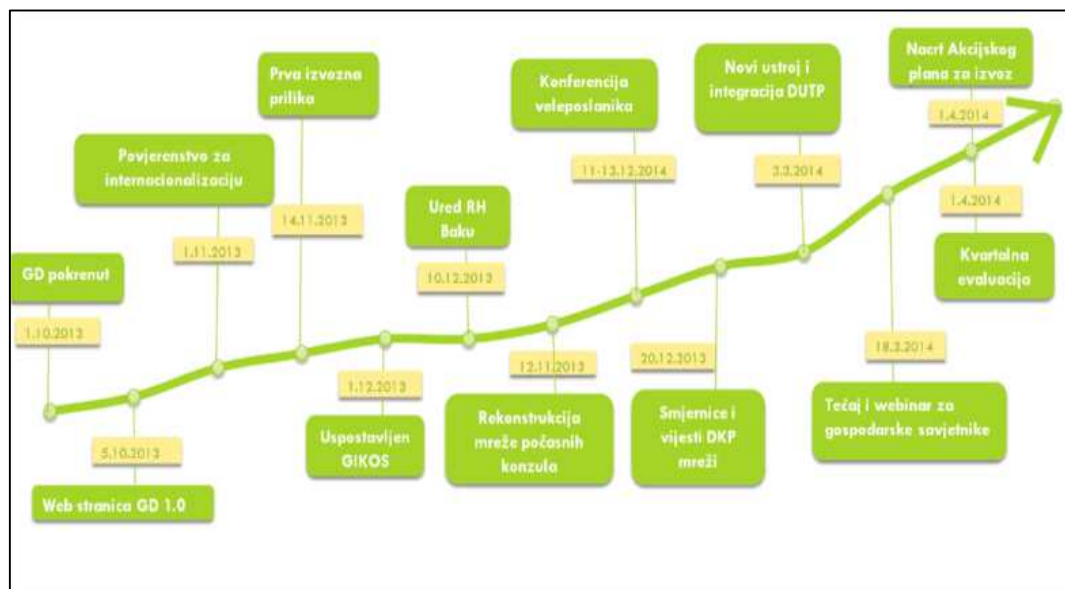 GD pokrenut
1.10.2013
5.10.2013
Web stranica GD 1.0
Povjerenstvo za
internacionalizaciju
1.11.2013
Prva izvozna
prilika
14.11.2013
1.12.2013
Uspostavljen
GIKOS
Ured RH
Baku
10.12.2013
12.11.2013
Rekonstrukcija
mreže počasnih
konzula
Konferencija
veleposlanika
11-13.12.2014
20.12.2013
Smjernice i
vijesti DKP
mreži
Novi ustroj i
integracija DUTP
3.3.2014
18.3.2014
Tečaj i webinar za
gospodarske savjetnike
Nacrt Akcijskog
plana za izvoz
1.4.2014
1.4.2014
Kvartalna
evaluacija